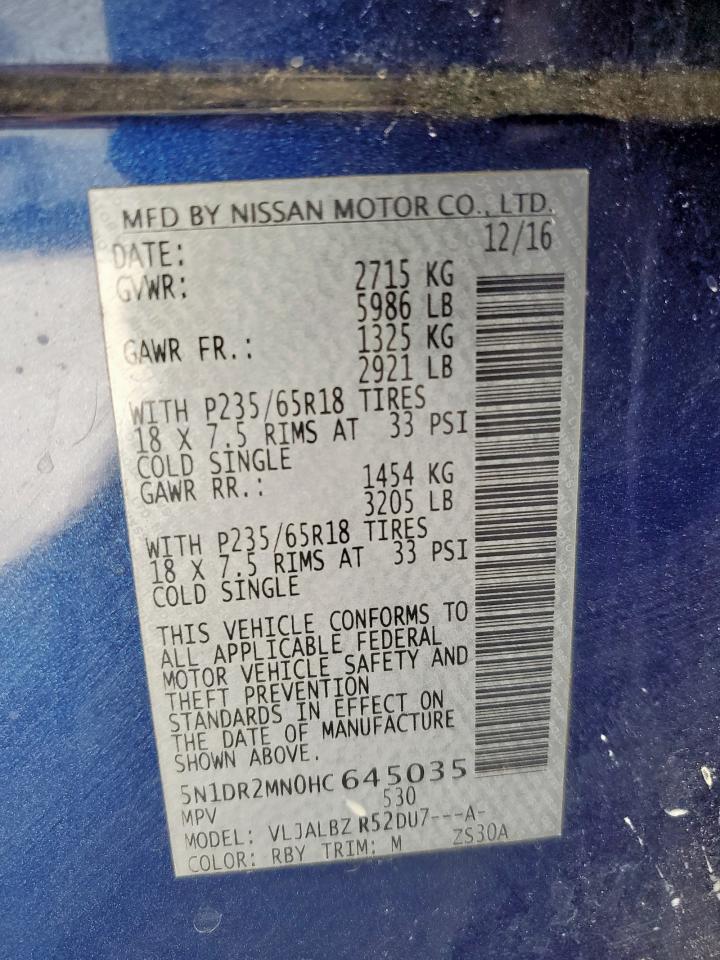 MFD BY NISSAN MOTOR CO., LTD.
DATE: 12/16
GVWR: 2715 KG
5986 LB
GAWR FR.: 1325 KG
2921 LB
WITH P235/65R18 TIRES
18 X 7.5 RIMS AT 33 PSI
COLD SINGLE
GAWR RR.: 1454 KG
3205 LB
WITH P235/65R18 TIRES
18 X 7.5 RIMS AT 33 PSI
COLD SINGLE
THIS VEHICLE CONFORMS TO
ALL APPLICABLE FEDERAL
MOTOR VEHICLE SAFETY AND
THEFT PREVENTION
STANDARDS IN EFFECT ON
THE DATE OF MANUFACTURE
SHOWN ABOVE.
5N1DR2MN0HC645035
MPV 530
MODEL: VLJALBZ R52DU7---A-
COLOR: RBY TRIM: M ZS30A